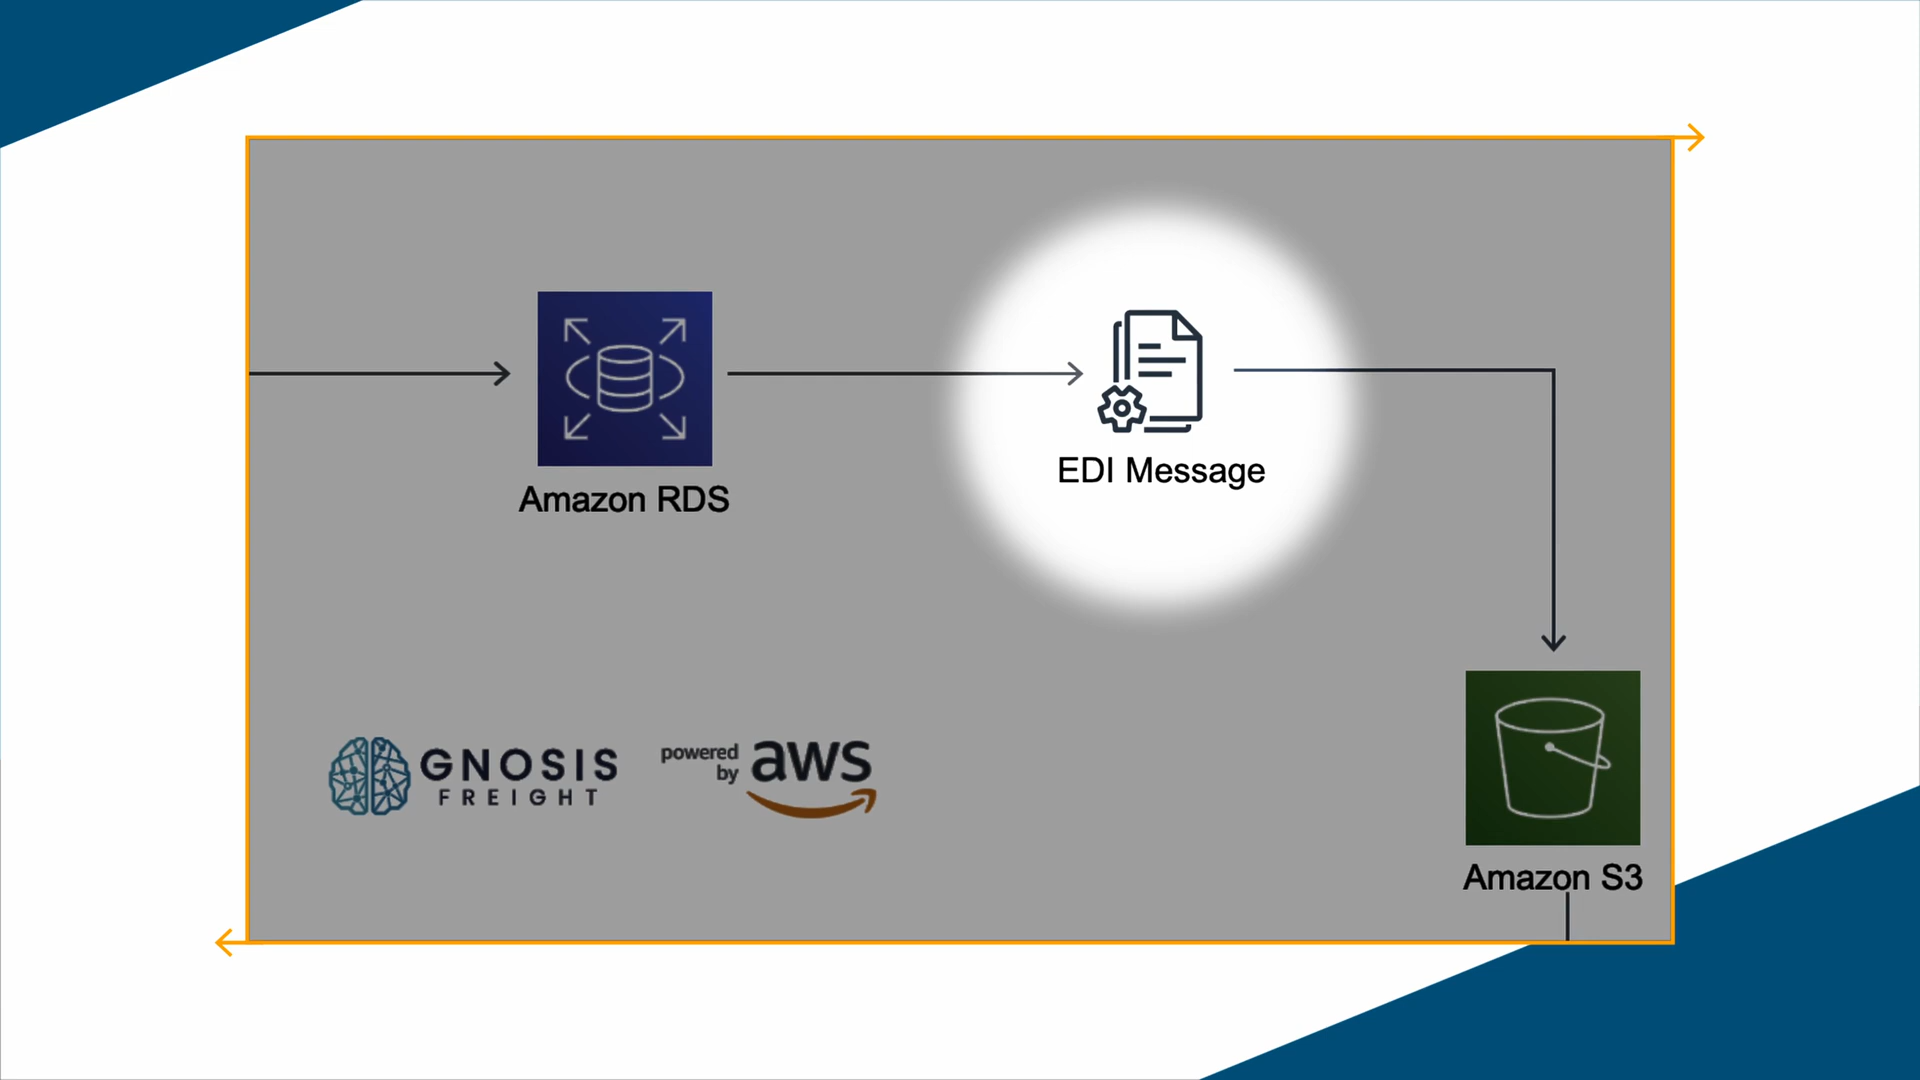 EDI Message
Amazon RDS
GNOSIS
FREIGHT
powered
by
aws
Amazon S3